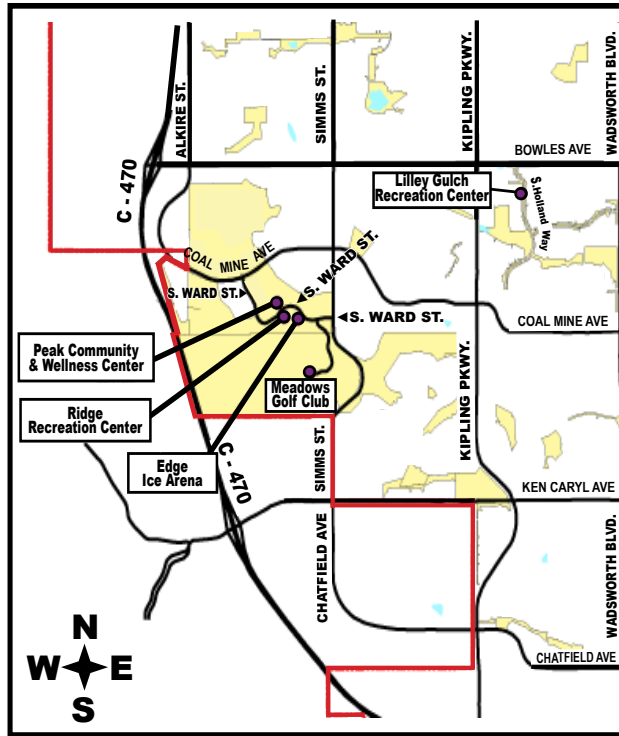 ALKIRE ST.
SIMMS ST.
KIPLING PKWY.
WADSWORTH BLVD.
BOWLES AVE
C - 470
Lilley Gulch
Recreation Center
S. Holland Way
COAL MINE AVE
S. WARD ST.
S. WARD ST.
S. WARD ST.
COAL MINE AVE
Peak Community
& Wellness Center
Meadows
Golf Club
Ridge
Recreation Center
Edge
Ice Arena
C - 470
SIMMS ST.
KIPLING PKWY.
KEN CARYL AVE
CHATFIELD AVE
WADSWORTH BLVD.
CHATFIELD AVE
N
W E
S